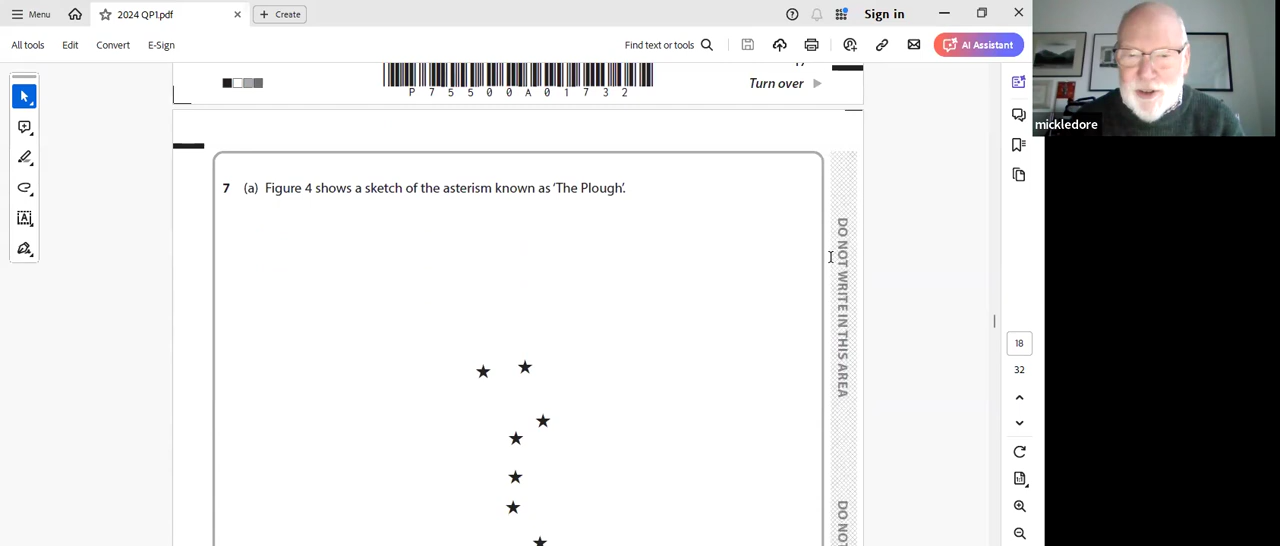 Menu
2024 QP1.pdf
Create
Sign in
All tools
Edit
Convert
E-Sign
Find text or tools
AI Assistant
P 7 5 5 0 0 A 0 1 7 3 2
Turn over
mickledore
7 (a) Figure 4 shows a sketch of the asterism known as ‘The Plough’.
DO NOT WRITE IN THIS AREA
DO NOT
18
32